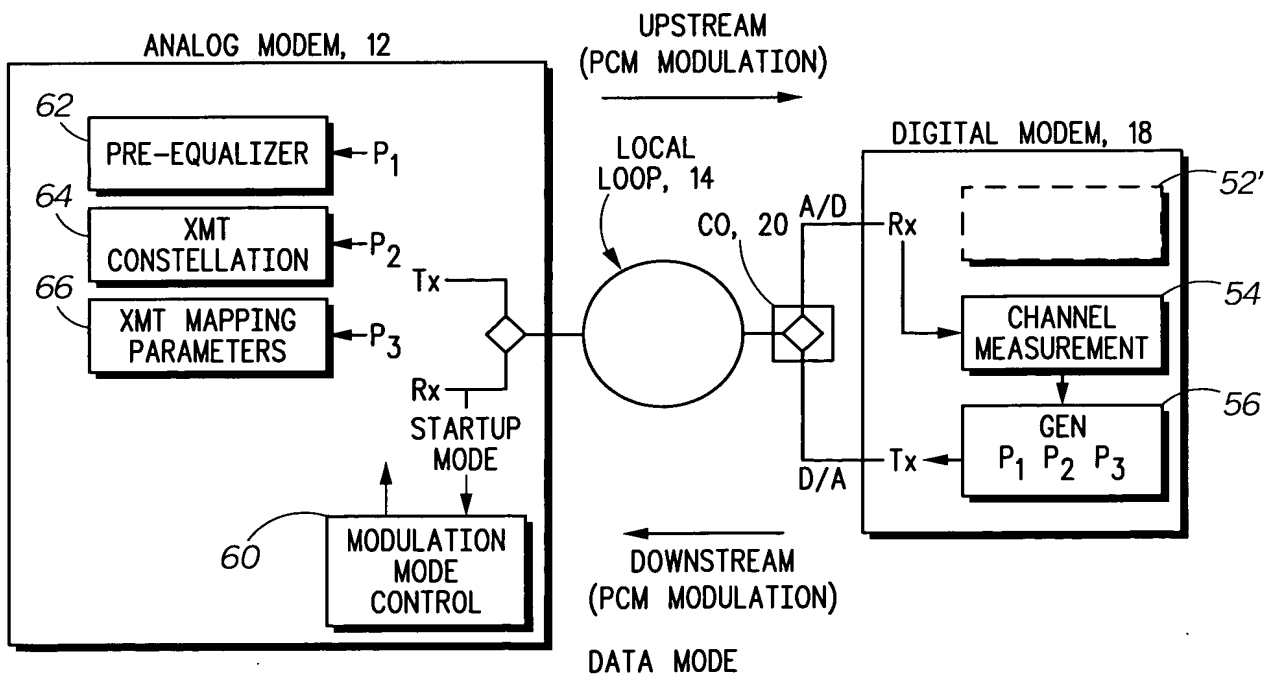 ANALOG MODEM, 12
62
PRE-EQUALIZER
P1
64
XMT
CONSTELLATION
P2
66
XMT MAPPING
PARAMETERS
P3
Tx
Rx
STARTUP
MODE
60
MODULATION
MODE
CONTROL
UPSTREAM
(PCM MODULATION)
LOCAL
LOOP, 14
CO, 20
A/D
D/A
DOWNSTREAM
(PCM MODULATION)
DATA MODE
DIGITAL MODEM, 18
52'
Rx
54
CHANNEL
MEASUREMENT
56
GEN
P1 P2 P3
Tx